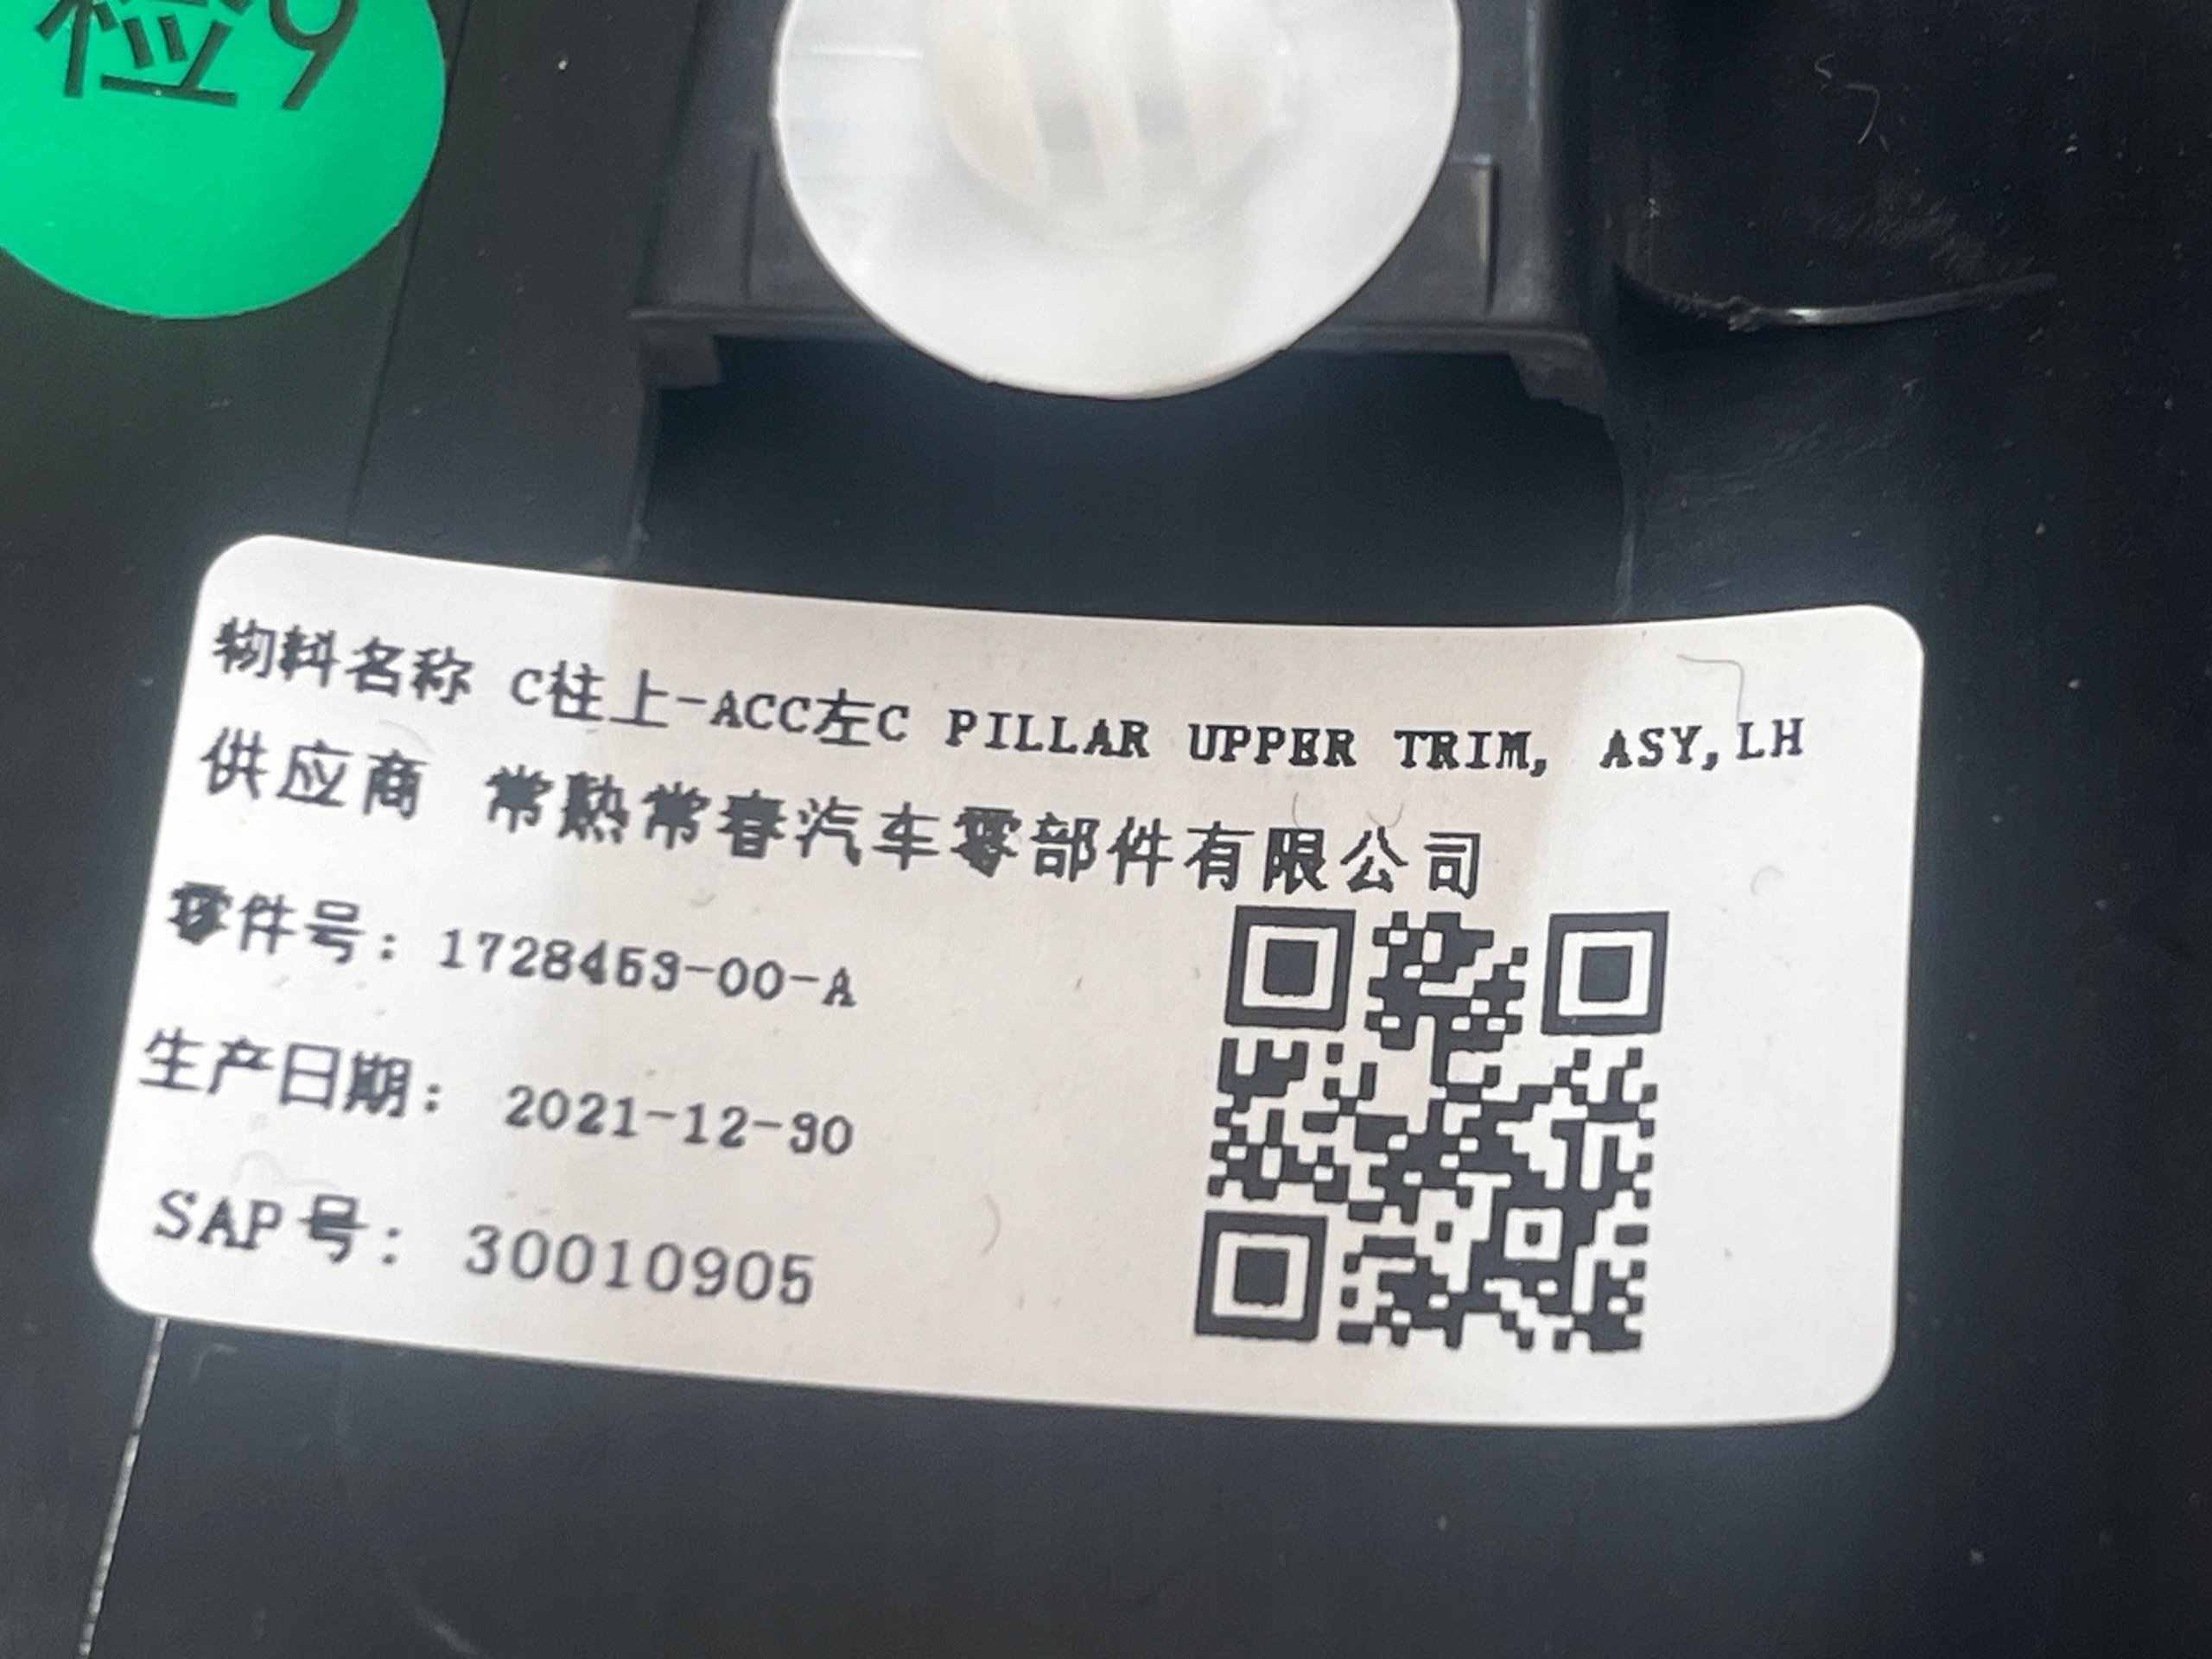 检9
物料名称 C柱上-ACC左C PILLAR UPPER TRIM, ASY,LH
供应商 常熟常春汽车零部件有限公司
零件号: 1728453-00-A
生产日期: 2021-12-30
SAP号: 30010905